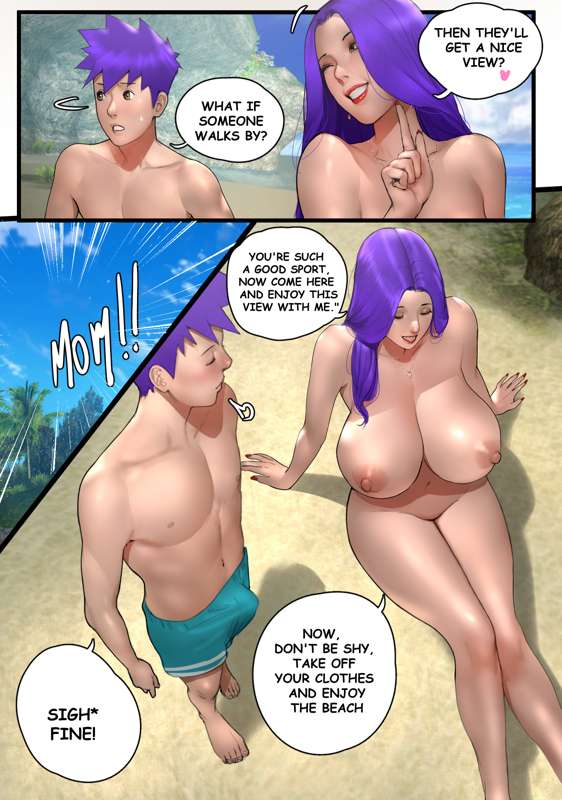 WHAT IF
SOMEONE
WALKS BY?
THEN THEY'LL
GET A NICE
VIEW?
MOM!!
YOU'RE SUCH
A GOOD SPORT,
NOW COME HERE
AND ENJOY THIS
VIEW WITH ME."
SIGH*
FINE!
NOW,
DON'T BE SHY,
TAKE OFF
YOUR CLOTHES
AND ENJOY
THE BEACH